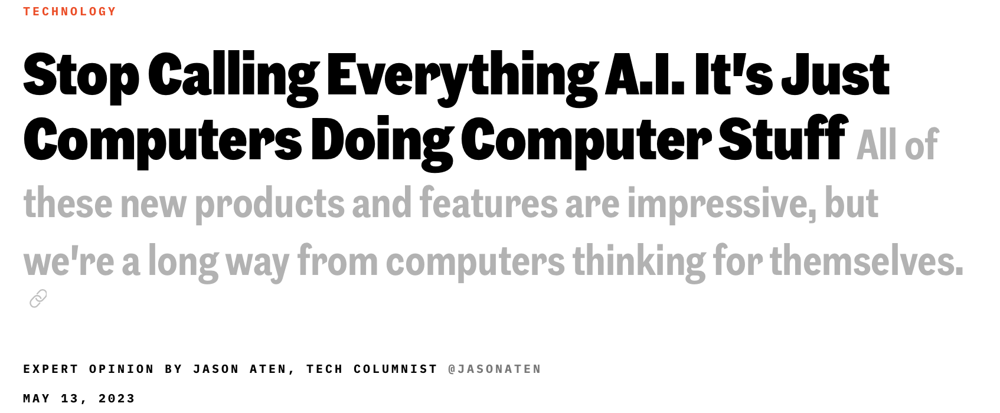 TECHNOLOGY
Stop Calling Everything A.I. It's Just
Computers Doing Computer Stuff All of
these new products and features are impressive, but
we're a long way from computers thinking for themselves.
EXPERT OPINION BY JASON ATEN, TECH COLUMNIST @JASONATEN
MAY 13, 2023